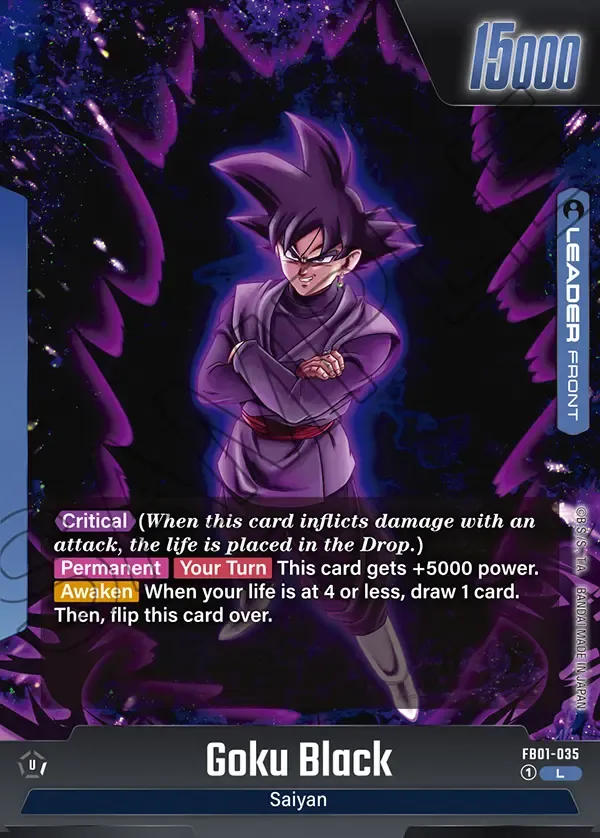 15000
LEADER FRONT
Critical (When this card inflicts damage with an
attack, the life is placed in the Drop.)
Permanent Your Turn This card gets +5000 power.
Awaken When your life is at 4 or less, draw 1 card.
Then, flip this card over.
©B.S./S., T.A. BANDAI MADE IN JAPAN
U
Goku Black
FB01-035
1 L
Saiyan